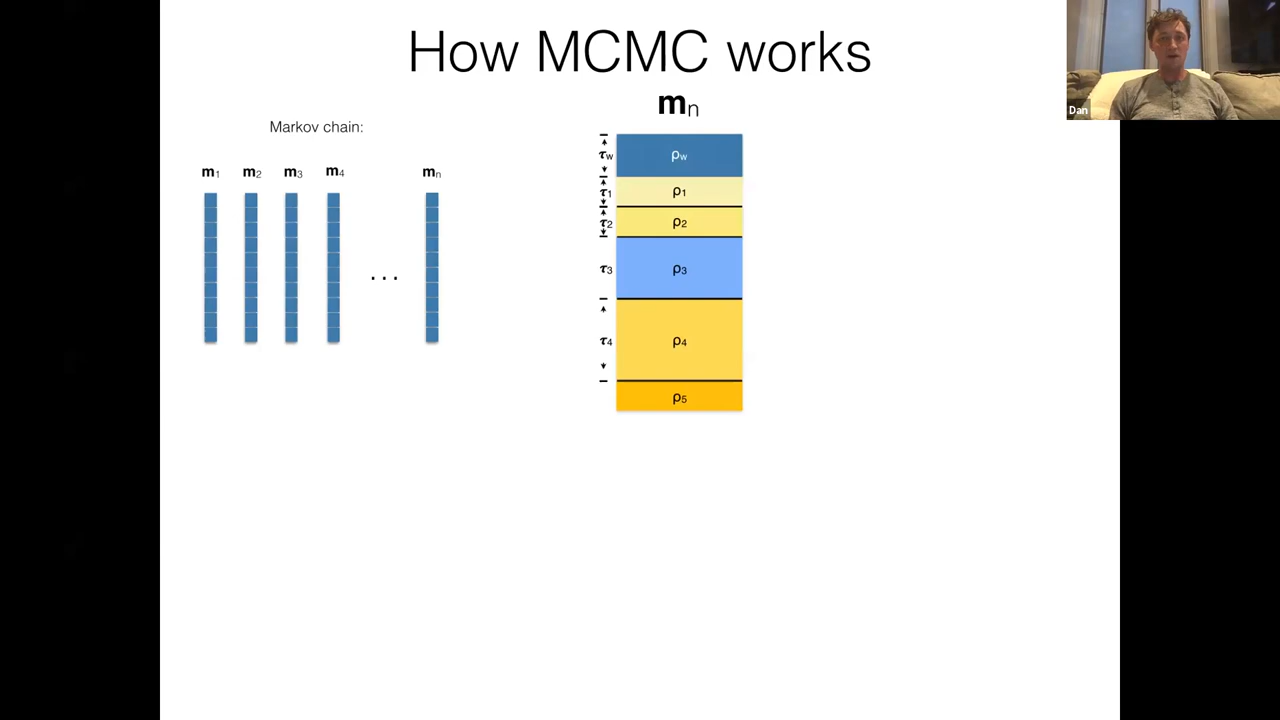 How MCMC works
Dan
Markov chain:
m1 m2 m3 m4 ... mn
mn
τw ρw
τ1 ρ1
τ2 ρ2
τ3 ρ3
τ4 ρ4
ρ5